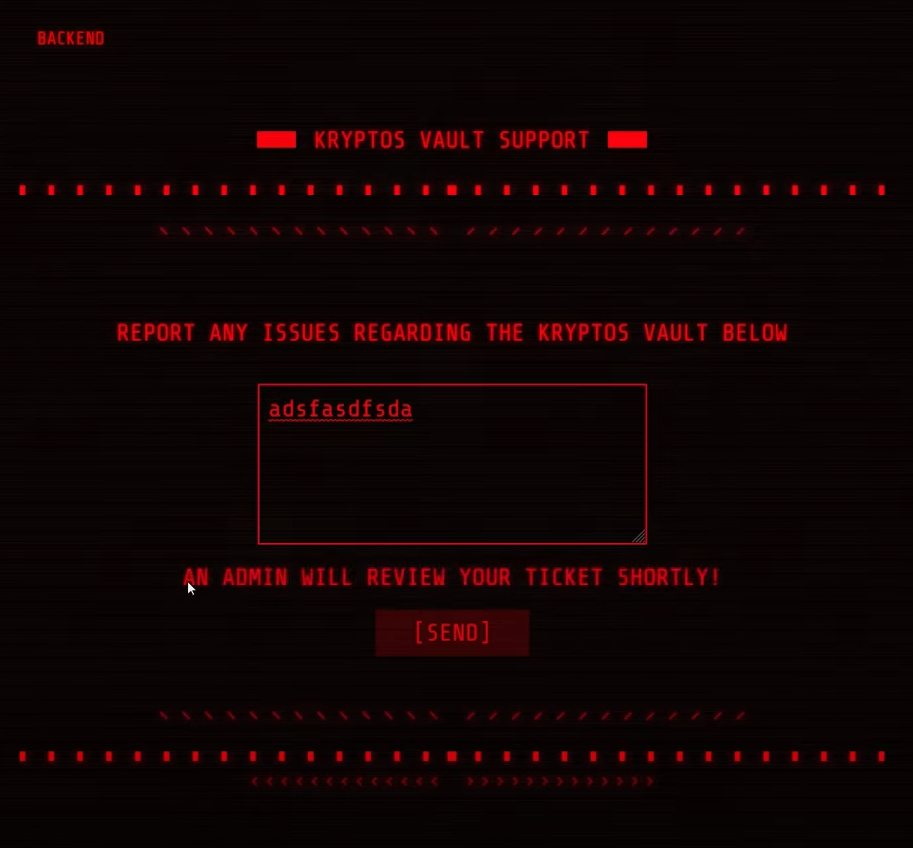 BACKEND
KRYPTOS VAULT SUPPORT
REPORT ANY ISSUES REGARDING THE KRYPTOS VAULT BELOW
adsfasdfsda
AN ADMIN WILL REVIEW YOUR TICKET SHORTLY!
[SEND]